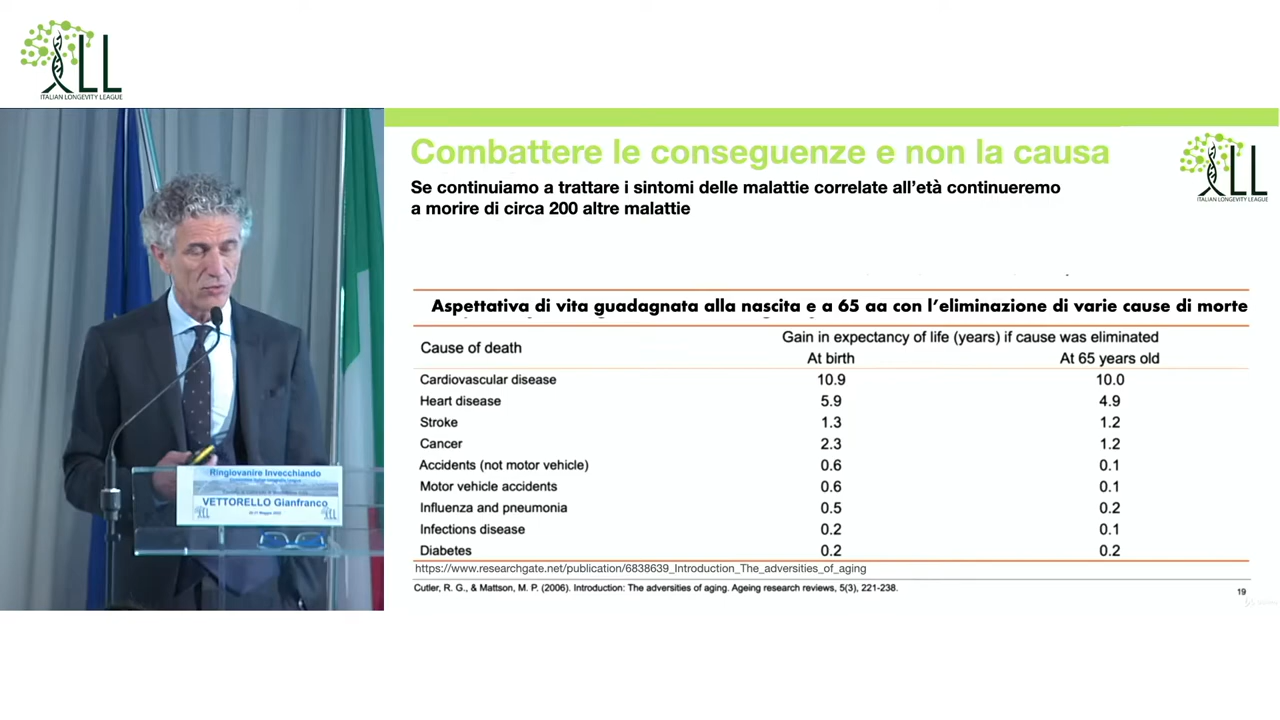 LL
ITALIAN LONGEVITY LEAGUE
Combattere le conseguenze e non la causa
Se continuiamo a trattare i sintomi delle malattie correlate all'età continueremo
a morire di circa 200 altre malattie
LL
ITALIAN LONGEVITY LEAGUE
Aspettativa di vita guadagnata alla nascita e a 65 aa con l'eliminazione di varie cause di morte
Cause of death
Gain in expectancy of life (years) if cause was eliminated
At birth At 65 years old
Cardiovascular disease 10.9 10.0
Heart disease 5.9 4.9
Stroke 1.3 1.2
Cancer 2.3 1.2
Accidents (not motor vehicle) 0.6 0.1
Motor vehicle accidents 0.6 0.1
Influenza and pneumonia 0.5 0.2
Infections disease 0.2 0.1
Diabetes 0.2 0.2
https://www.researchgate.net/publication/6838639_Introduction_The_adversities_of_aging
Cutler, R. G., & Mattson, M. P. (2006). Introduction: The adversities of aging. Ageing research reviews, 5(3), 221-238.
19
Ringiovanire Invecchiando
VETTORELLO Gianfranco